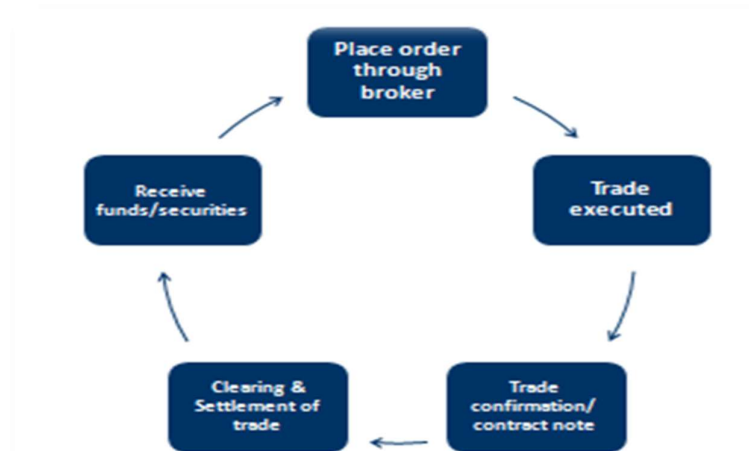 Place order
through
broker
Trade
executed
Trade
confirmation/
contract note
Clearing &
Settlement of
trade
Receive
funds/securities